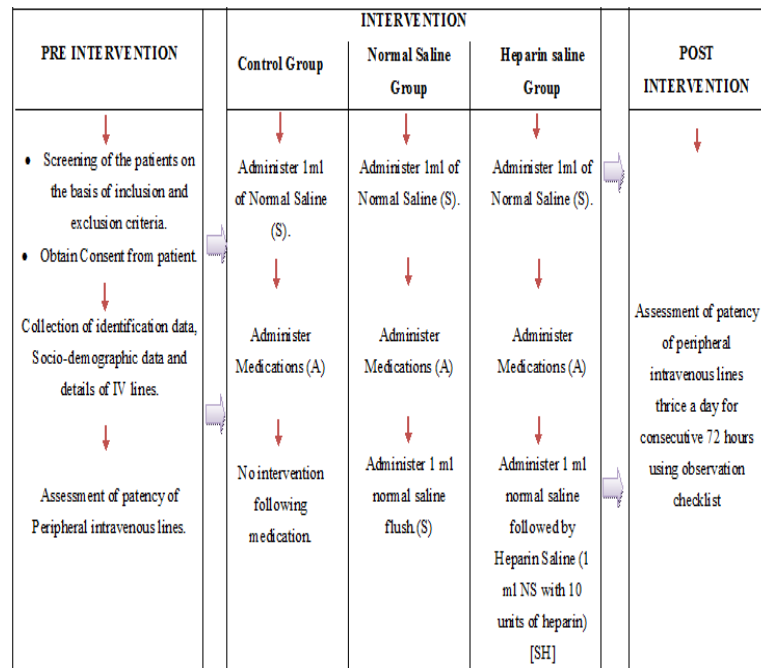 INTERVENTION
PRE INTERVENTION
Control Group
Normal Saline
Group
Heparin saline
Group
POST
INTERVENTION
• Screening of the patients on
the basis of inclusion and
exclusion criteria.
• Obtain Consent from patient.
Collection of identification data,
Socio-demographic data and
details of IV lines.
Assessment of patency of
Peripheral intravenous lines.
Administer 1ml
of Normal Saline
(S).
Administer
Medications (A)
No intervention
following
medication.
Administer 1ml of
Normal Saline (S).
Administer
Medications (A)
Administer 1 ml
normal saline
flush.(S)
Administer 1ml of
Normal Saline (S).
Administer
Medications (A)
Administer 1 ml
normal saline
followed by
Heparin Saline (1
ml NS with 10
units of heparin)
[SH]
Assessment of patency
of peripheral
intravenous lines
thrice a day for
consecutive 72 hours
using observation
checklist